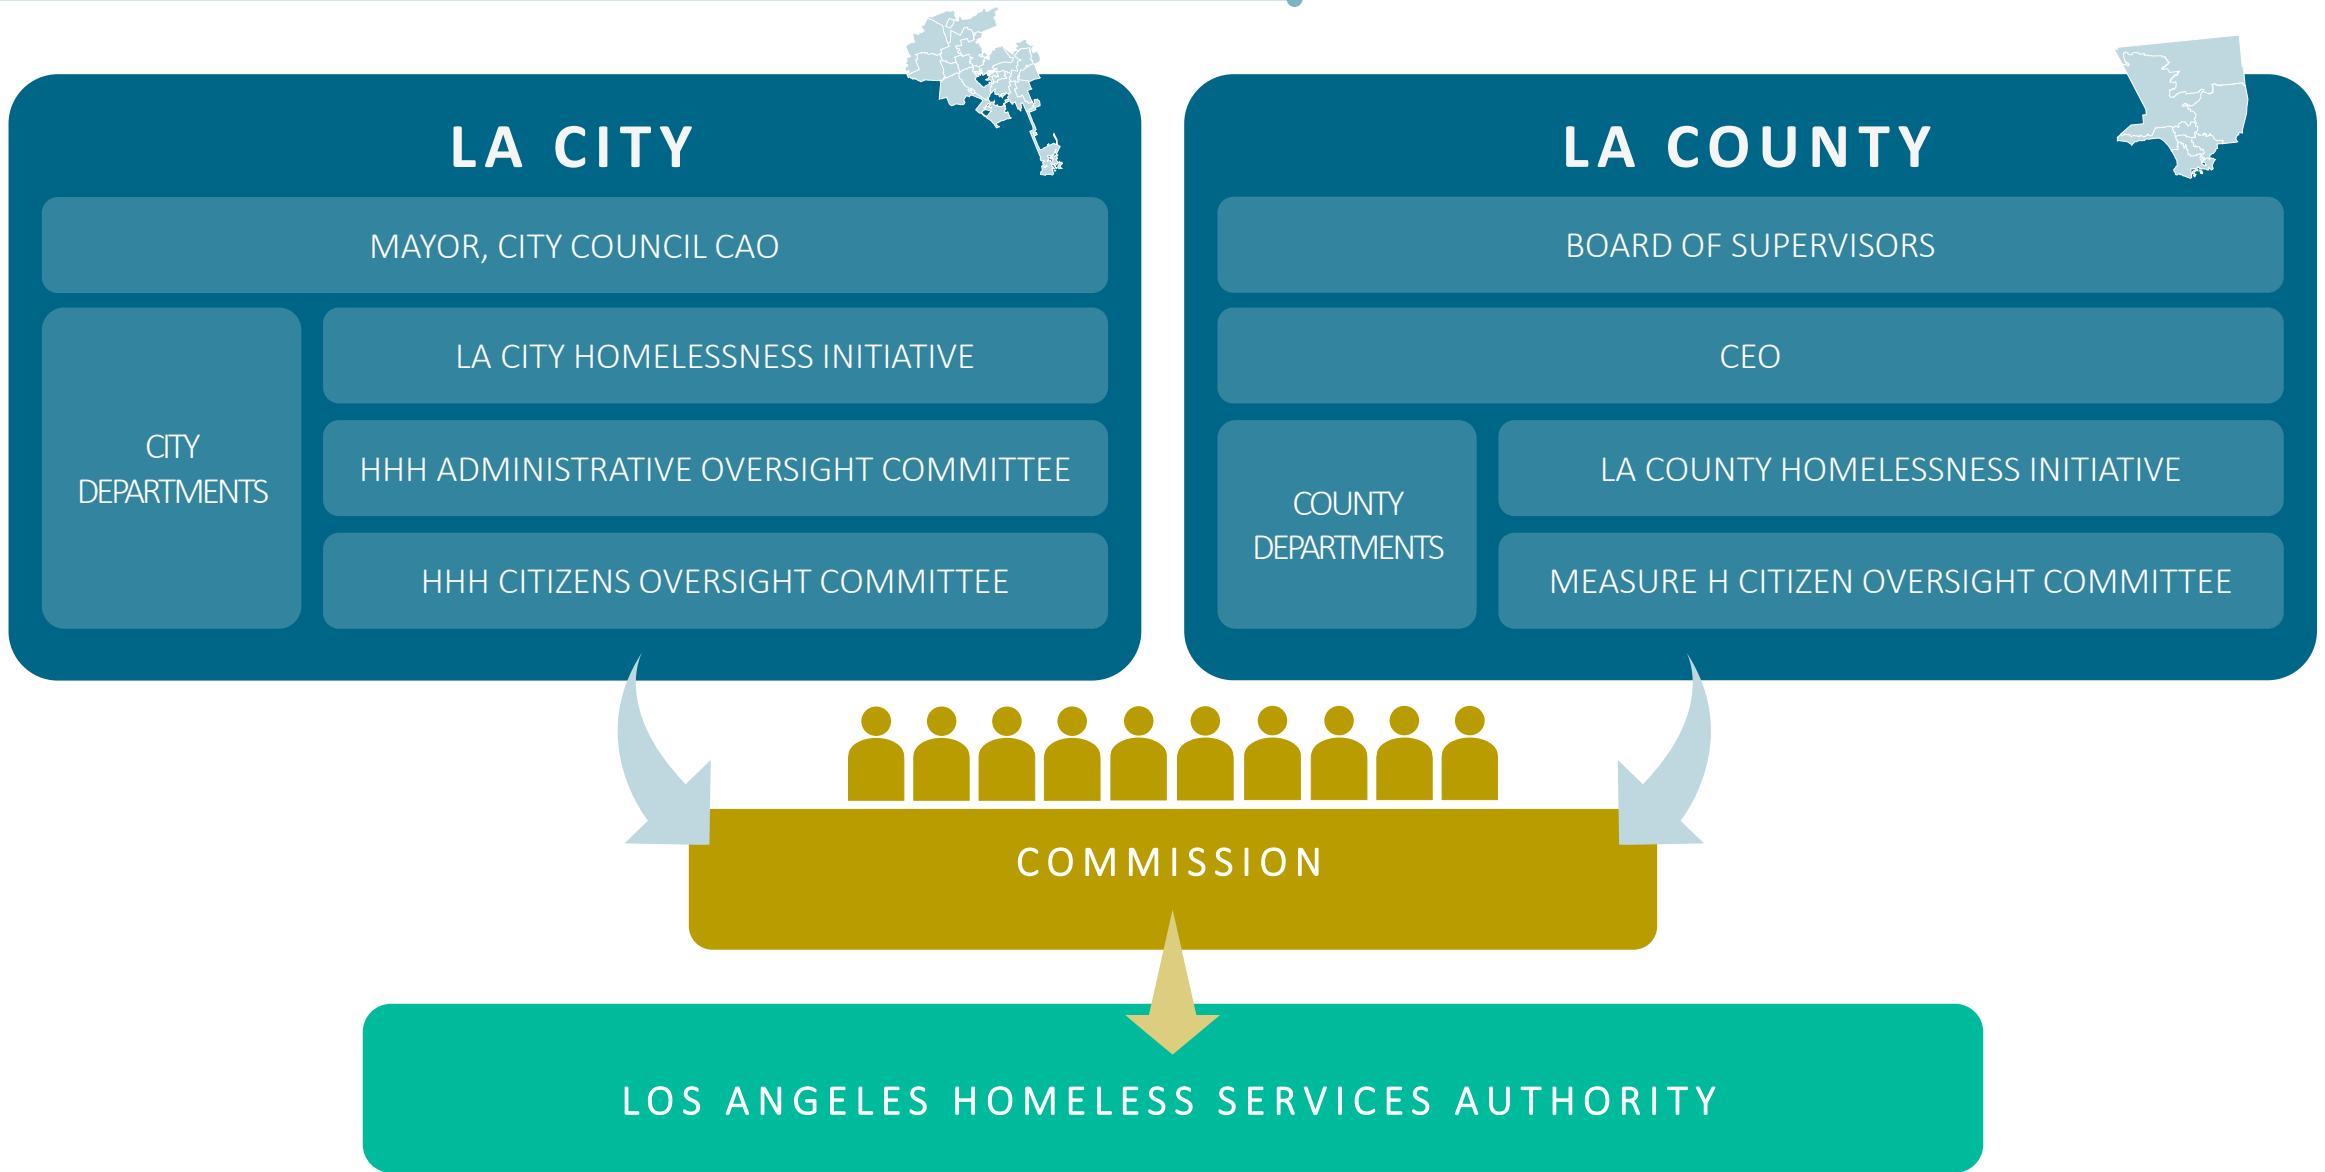 LA CITY
MAYOR, CITY COUNCIL CAO
CITY
DEPARTMENTS
LA CITY HOMELESSNESS INITIATIVE
HHH ADMINISTRATIVE OVERSIGHT COMMITTEE
HHH CITIZENS OVERSIGHT COMMITTEE
LA COUNTY
BOARD OF SUPERVISORS
CEO
COUNTY
DEPARTMENTS
LA COUNTY HOMELESSNESS INITIATIVE
MEASURE H CITIZEN OVERSIGHT COMMITTEE
COMMISSION
LOS ANGELES HOMELESS SERVICES AUTHORITY